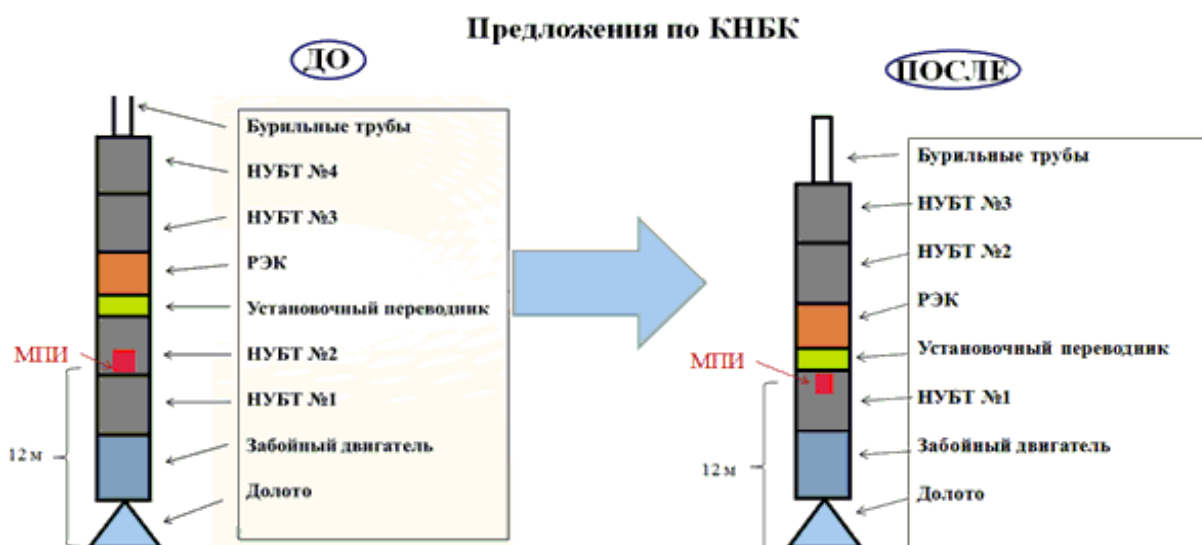 Предложения по КНБК
ДО
Бурильные трубы
НУБТ №4
НУБТ №3
РЭК
Установочный переводник
МПИ
НУБТ №2
НУБТ №1
Забойный двигатель
12 м
Долото
ПОСЛЕ
Бурильные трубы
НУБТ №3
НУБТ №2
РЭК
Установочный переводник
МПИ
НУБТ №1
Забойный двигатель
12 м
Долото